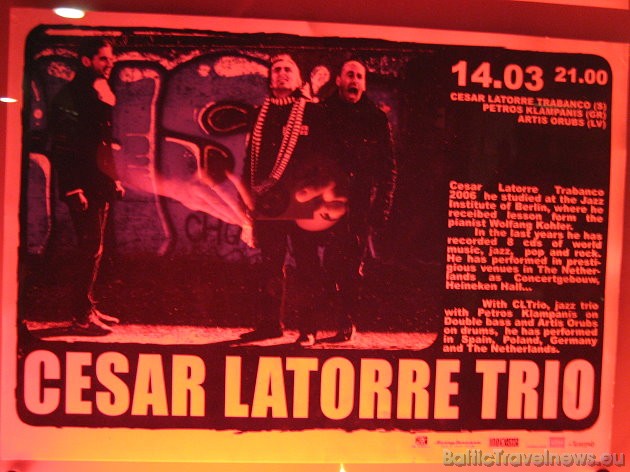 14.03 21.00
CESAR LATORRE TRABANCO (S)
PETROS KLAMPANIS (GR)
ARTIS ORUBS (LV)
Cesar Latorre Trabanco
2006 he studied at the Jazz
Institute of Berlin, where he
receibed lesson form the
pianist Wolfang Kohler.
In the last years he has
recorded 8 cds of world
music, jazz, pop and rock.
He has performed in presti-
gious venues in The Nether-
lands as Concertgebouw,
Heineken Hall...
With CLTrio, jazz trio
with Petros Klampanis on
Double bass and Artis Orubs
on drums, he has performed
in Spain, Poland, Germany
and The Netherlands.
CESAR LATORRE TRIO
BalticTravelnews.eu